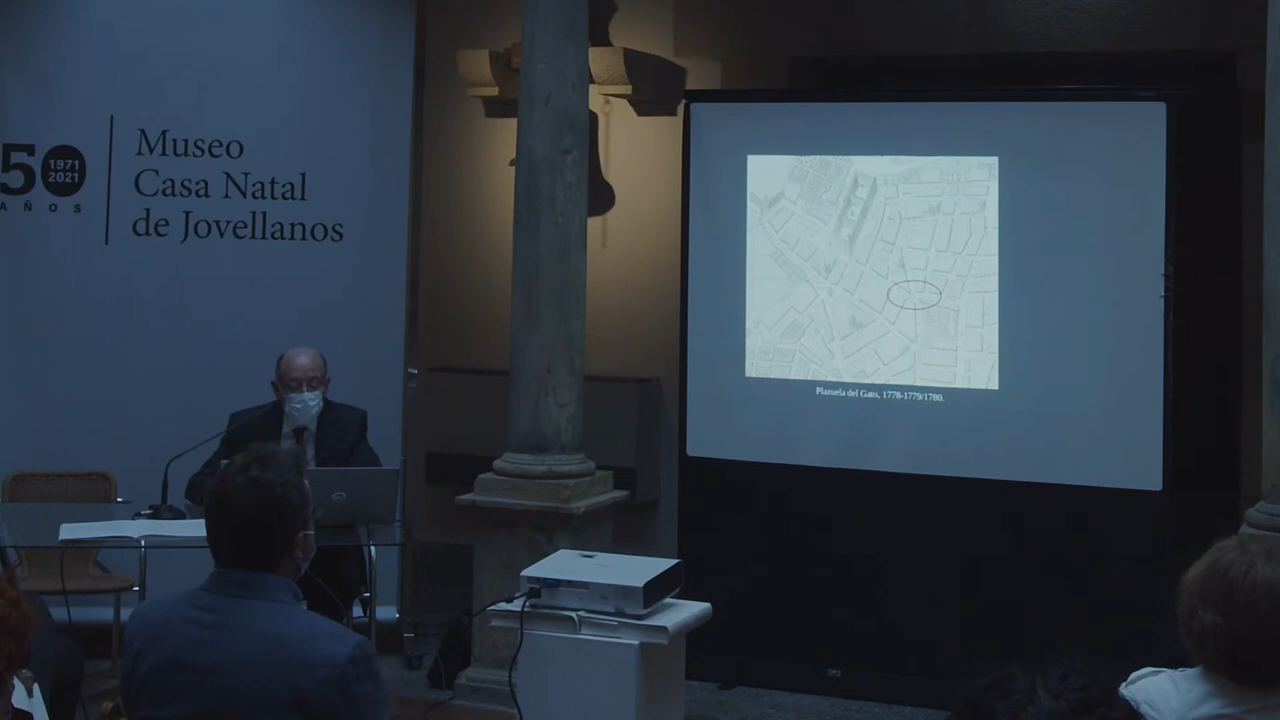 50
1971
2021
AÑOS
Museo
Casa Natal
de Jovellanos
Plazuela del Gato, 1778-1779/1780.